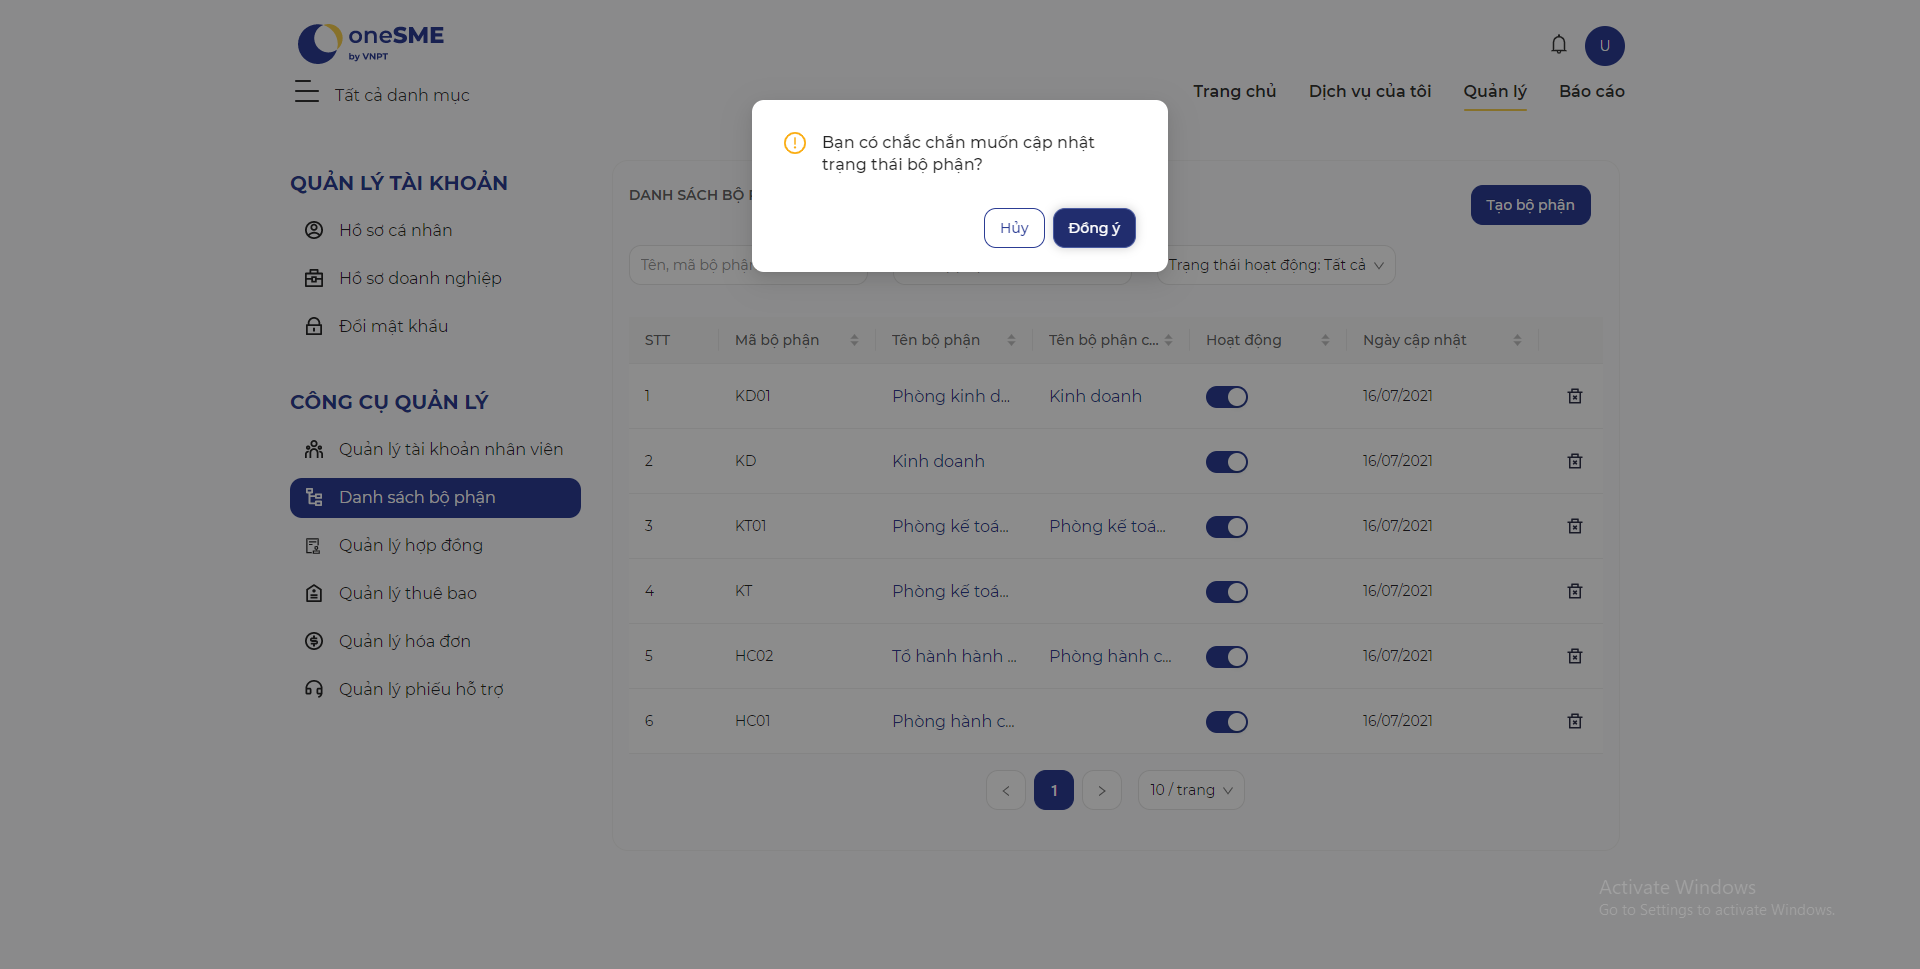 oneSME
by VNPT
U
Tất cả danh mục
Trang chủ
Dịch vụ của tôi
Quản lý
Báo cáo
Bạn có chắc chắn muốn cập nhật
trạng thái bộ phận?
Hủy
Đồng ý
QUẢN LÝ TÀI KHOẢN
Hồ sơ cá nhân
Hồ sơ doanh nghiệp
Đổi mật khẩu
CÔNG CỤ QUẢN LÝ
Quản lý tài khoản nhân viên
Danh sách bộ phận
Quản lý hợp đồng
Quản lý thuê bao
Quản lý hóa đơn
Quản lý phiếu hỗ trợ
DANH SÁCH BỘ
Tạo bộ phận
Tên, mã bộ phận
Trạng thái hoạt động: Tất cả
STT Mã bộ phận Tên bộ phận Tên bộ phận c... Hoạt động Ngày cập nhật
1 KD01 Phòng kinh d... Kinh doanh 16/07/2021
2 KD Kinh doanh 16/07/2021
3 KT01 Phòng kế toá... Phòng kế toá... 16/07/2021
4 KT Phòng kế toá... 16/07/2021
5 HC02 Tổ hành hành ... Phòng hành c... 16/07/2021
6 HC01 Phòng hành c... 16/07/2021
< 1 > 10 / trang
Activate Windows
Go to Settings to activate Windows.